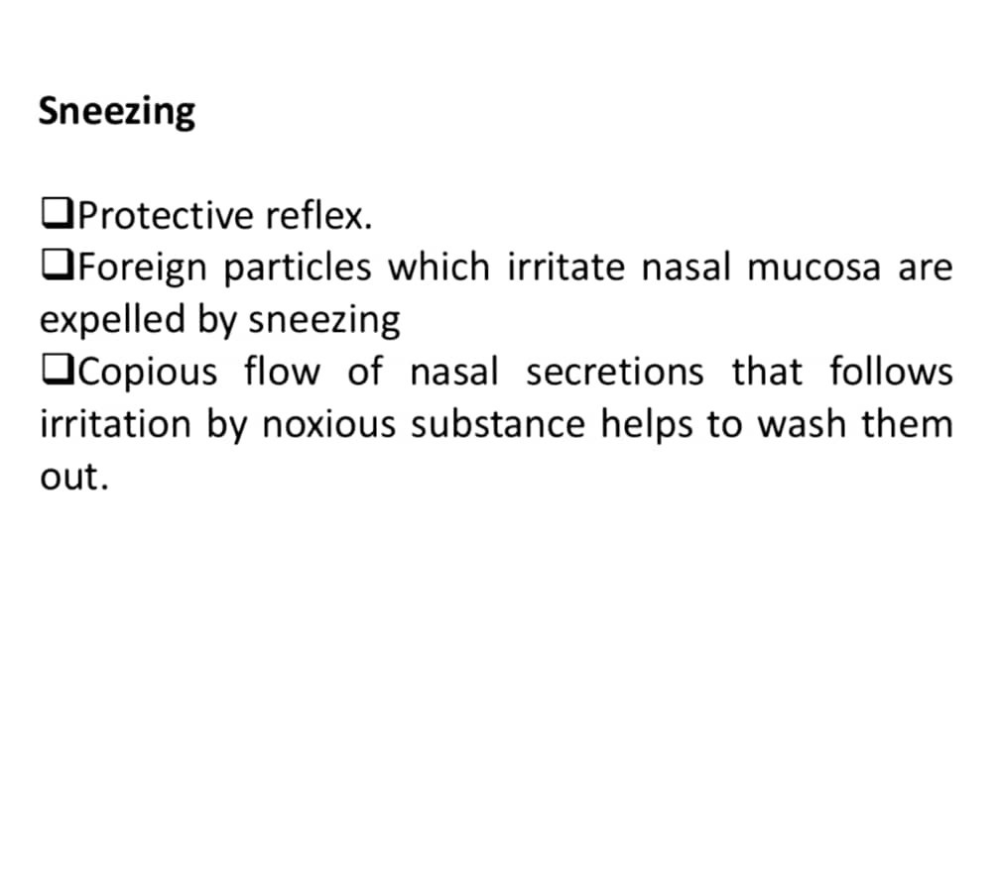 Sneezing
❑Protective reflex.
❑Foreign particles which irritate nasal mucosa are
expelled by sneezing
❑Copious flow of nasal secretions that follows
irritation by noxious substance helps to wash them
out.